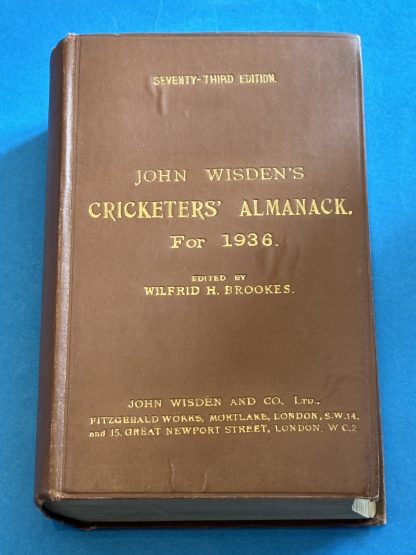 SEVENTY-THIRD EDITION.
JOHN WISDEN'S
CRICKETERS' ALMANACK.
For 1936.
EDITED BY
WILFRID H. BROOKES.
JOHN WISDEN AND CO. LTD.,
FITZGERALD WORKS, MORTLAKE, LONDON, S.W.14,
and 15, GREAT NEWPORT STREET, LONDON, W C.2